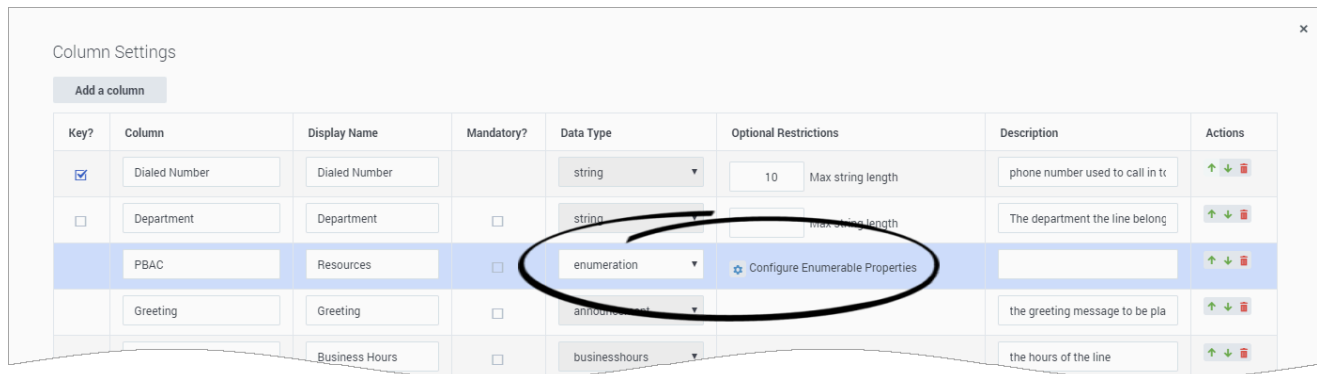 ×
Column Settings
Add a column
Key? Column Display Name Mandatory? Data Type Optional Restrictions Description Actions
Dialed Number Dialed Number string 10 Max string length phone number used to call in to
Department Department string Max string length The department the line belong
PBAC Resources enumeration Configure Enumerable Properties
Greeting Greeting announcement the greeting message to be pla
Business Hours businesshours the hours of the line